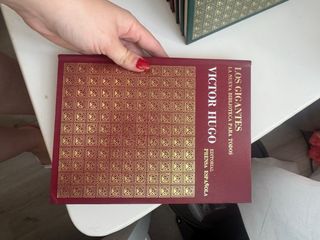 LOS GIGANTES
LA NUEVA BIBLIOTECA PARA TODOS
VICTOR HUGO
EDITORIAL
PRENSA ESPAÑOLA